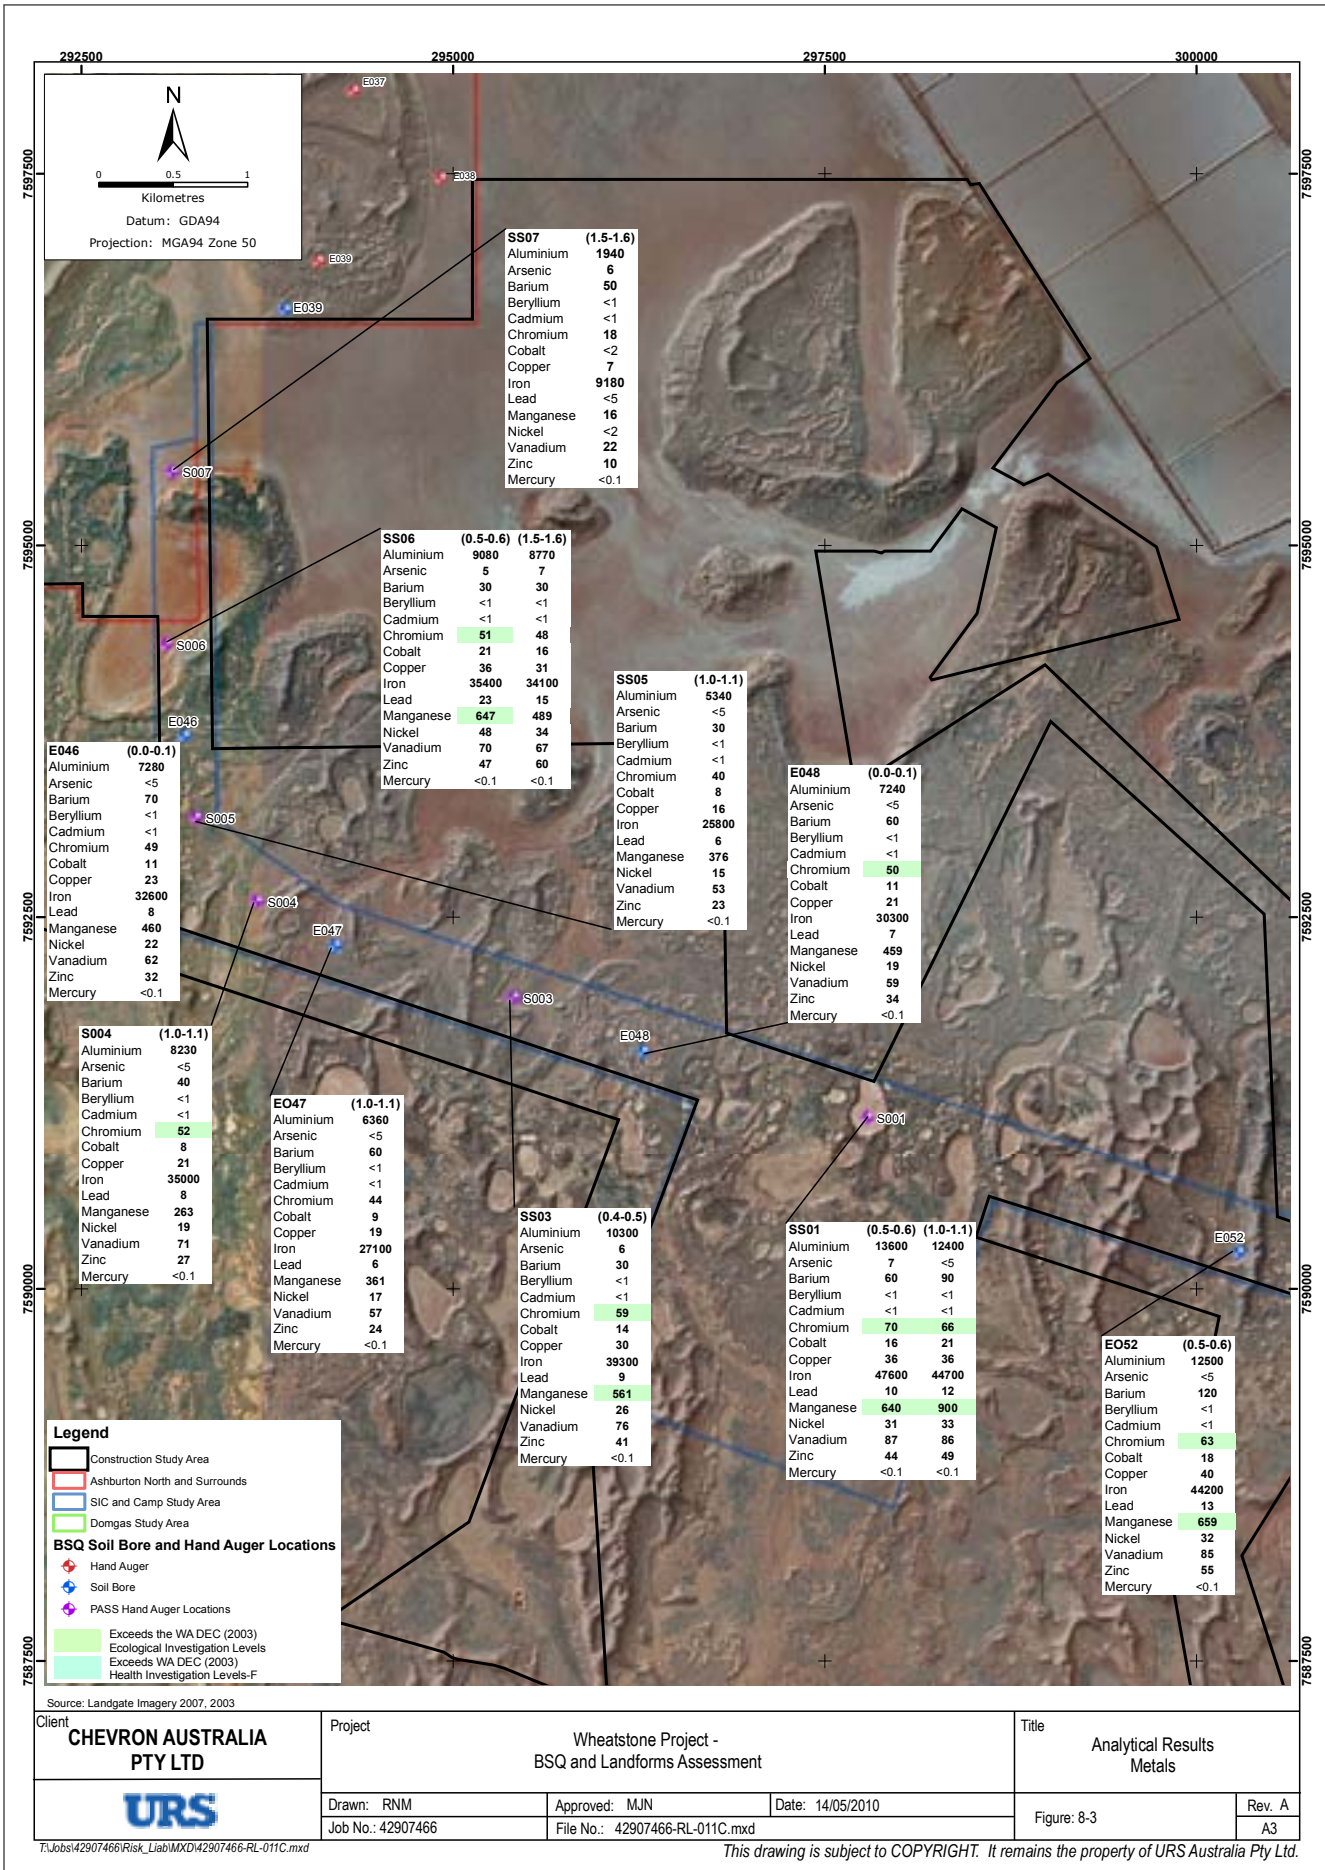 292500 295000 297500 300000
7597500 7595000 7592500 7590000 7587500
7597500 7595000 7592500 7590000 7587500
N
0 0.5 1
Kilometres
Datum: GDA94
Projection: MGA94 Zone 50
E037
E038
E039
E039
S007
S006
E046
S005
S004
E047
S003
E048
S001
E052
SS07 (1.5-1.6)
Aluminium 1940
Arsenic 6
Barium 50
Beryllium <1
Cadmium <1
Chromium 18
Cobalt <2
Copper 7
Iron 9180
Lead <5
Manganese 16
Nickel <2
Vanadium 22
Zinc 10
Mercury <0.1
SS06 (0.5-0.6) (1.5-1.6)
Aluminium 9080 8770
Arsenic 5 7
Barium 30 30
Beryllium <1 <1
Cadmium <1 <1
Chromium 51 48
Cobalt 21 16
Copper 36 31
Iron 35400 34100
Lead 23 15
Manganese 647 489
Nickel 48 34
Vanadium 70 67
Zinc 47 60
Mercury <0.1 <0.1
SS05 (1.0-1.1)
Aluminium 5340
Arsenic <5
Barium 30
Beryllium <1
Cadmium <1
Chromium 40
Cobalt 8
Copper 16
Iron 25800
Lead 6
Manganese 376
Nickel 15
Vanadium 53
Zinc 23
Mercury <0.1
E046 (0.0-0.1)
Aluminium 7280
Arsenic <5
Barium 70
Beryllium <1
Cadmium <1
Chromium 49
Cobalt 11
Copper 23
Iron 32600
Lead 8
Manganese 460
Nickel 22
Vanadium 62
Zinc 32
Mercury <0.1
E048 (0.0-0.1)
Aluminium 7240
Arsenic <5
Barium 60
Beryllium <1
Cadmium <1
Chromium 50
Cobalt 11
Copper 21
Iron 30300
Lead 7
Manganese 459
Nickel 19
Vanadium 59
Zinc 34
Mercury <0.1
S004 (1.0-1.1)
Aluminium 8230
Arsenic <5
Barium 40
Beryllium <1
Cadmium <1
Chromium 52
Cobalt 8
Copper 21
Iron 35000
Lead 8
Manganese 263
Nickel 19
Vanadium 71
Zinc 27
Mercury <0.1
EO47 (1.0-1.1)
Aluminium 6360
Arsenic <5
Barium 60
Beryllium <1
Cadmium <1
Chromium 44
Cobalt 9
Copper 19
Iron 27100
Lead 6
Manganese 361
Nickel 17
Vanadium 57
Zinc 24
Mercury <0.1
SS03 (0.4-0.5)
Aluminium 10300
Arsenic 6
Barium 30
Beryllium <1
Cadmium <1
Chromium 59
Cobalt 14
Copper 30
Iron 39300
Lead 9
Manganese 561
Nickel 26
Vanadium 76
Zinc 41
Mercury <0.1
SS01 (0.5-0.6) (1.0-1.1)
Aluminium 13600 12400
Arsenic 7 <5
Barium 60 90
Beryllium <1 <1
Cadmium <1 <1
Chromium 70 66
Cobalt 16 21
Copper 36 36
Iron 47600 44700
Lead 10 12
Manganese 640 900
Nickel 31 33
Vanadium 87 86
Zinc 44 49
Mercury <0.1 <0.1
EO52 (0.5-0.6)
Aluminium 12500
Arsenic <5
Barium 120
Beryllium <1
Cadmium <1
Chromium 63
Cobalt 18
Copper 40
Iron 44200
Lead 13
Manganese 659
Nickel 32
Vanadium 85
Zinc 55
Mercury <0.1
Legend
Construction Study Area
Ashburton North and Surrounds
SIC and Camp Study Area
Domgas Study Area
BSQ Soil Bore and Hand Auger Locations
Hand Auger
Soil Bore
PASS Hand Auger Locations
Exceeds the WA DEC (2003)
Ecological Investigation Levels
Exceeds WA DEC (2003)
Health Investigation Levels-F
Source: Landgate Imagery 2007, 2003
Client
CHEVRON AUSTRALIA
PTY LTD
URS
Project
Wheatstone Project -
BSQ and Landforms Assessment
Title
Analytical Results
Metals
Drawn: RNM
Approved: MJN
Date: 14/05/2010
Job No.: 42907466
File No.: 42907466-RL-011C.mxd
Figure: 8-3
Rev. A
A3
T:\Jobs\42907466\Risk_Liab\MXD\42907466-RL-011C.mxd
This drawing is subject to COPYRIGHT. It remains the property of URS Australia Pty Ltd.